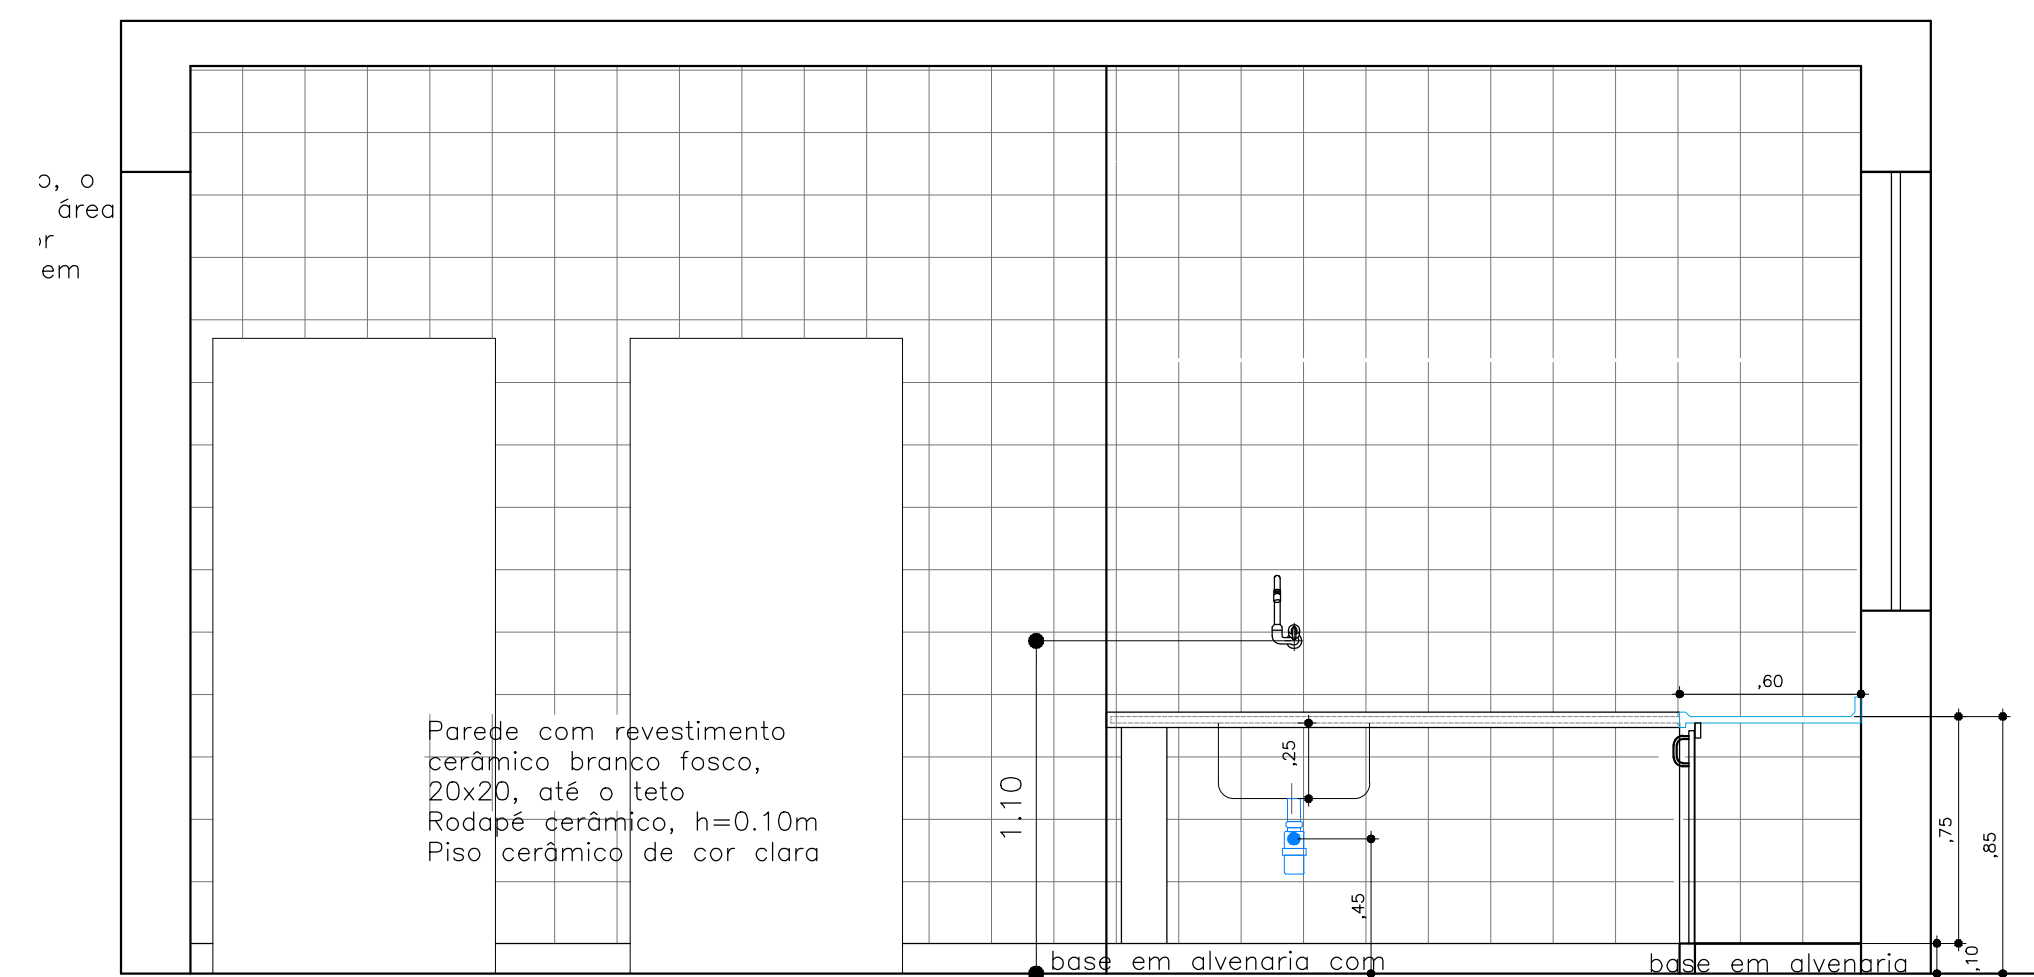 o, o
área
or
em
,60
Parede com revestimento
cerâmico branco fosco,
20x20, até o teto
Rodapé cerâmico, h=0.10m
Piso cerâmico de cor clara
1.10
,25
,45
,75
,85
,10
base em alvenaria com
base em alvenaria